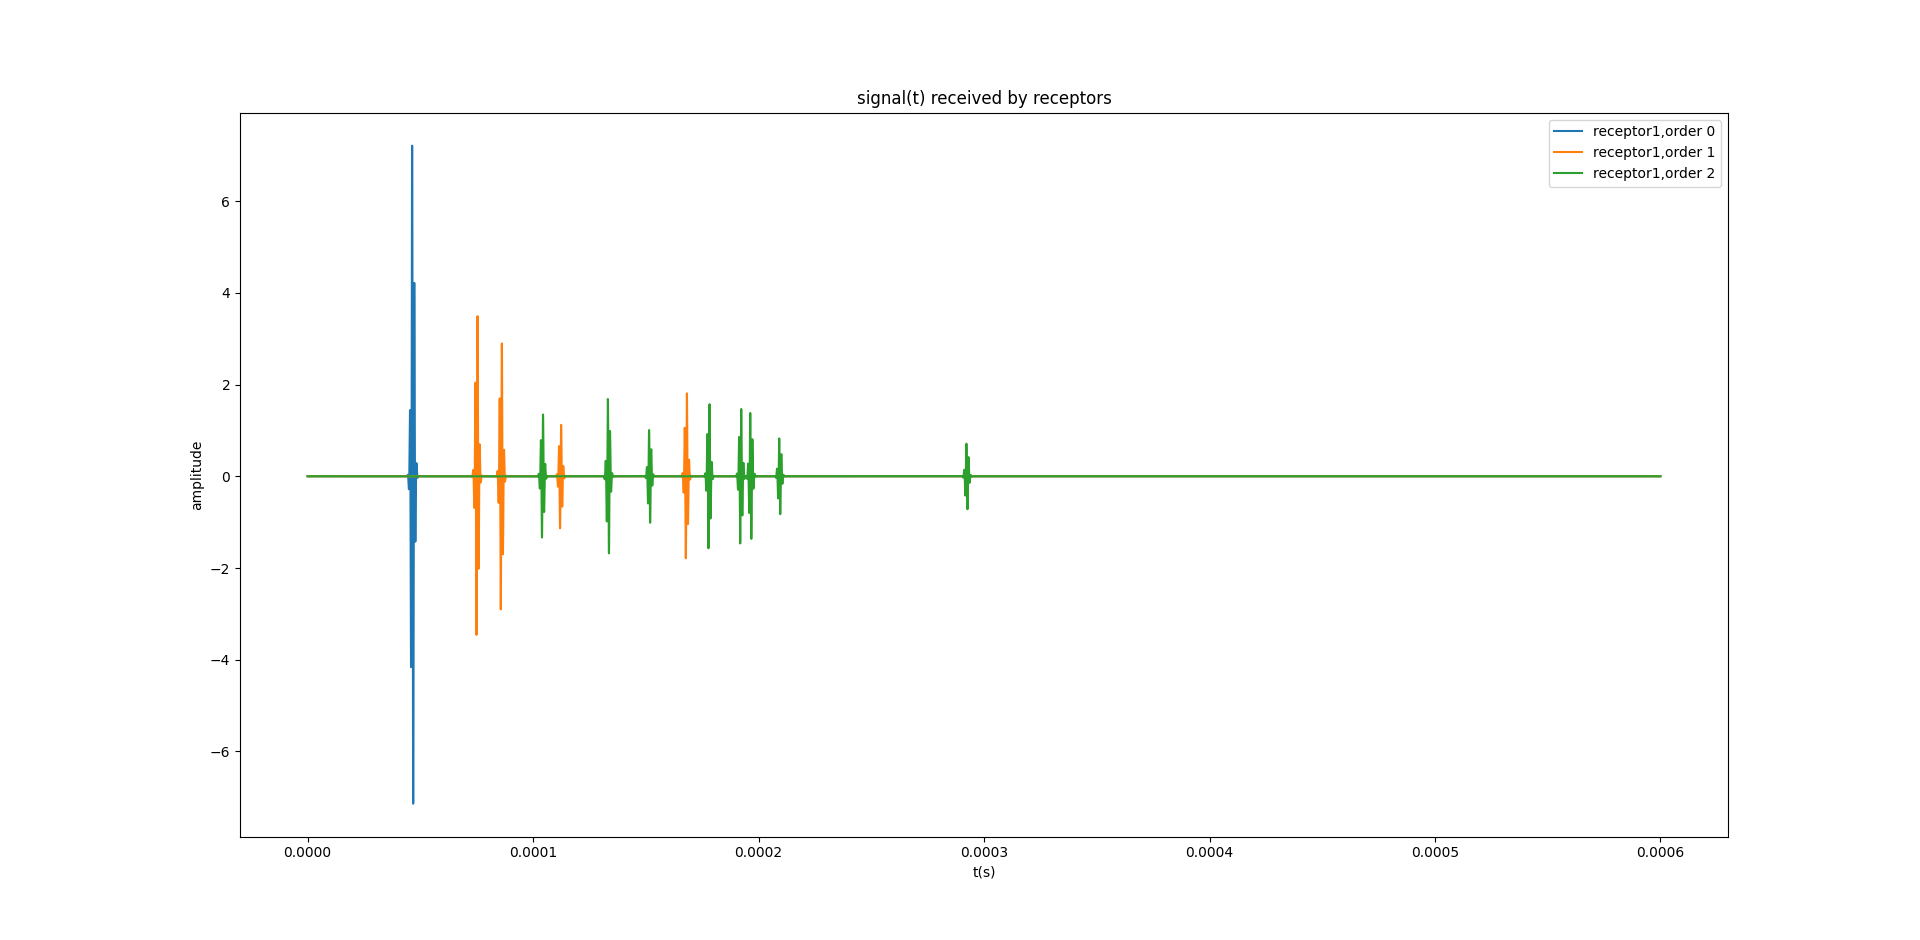 signal(t) received by receptors
receptor1,order 0
receptor1,order 1
receptor1,order 2
amplitude
6
4
2
0
−2
−4
−6
0.0000 0.0001 0.0002 0.0003 0.0004 0.0005 0.0006
t(s)